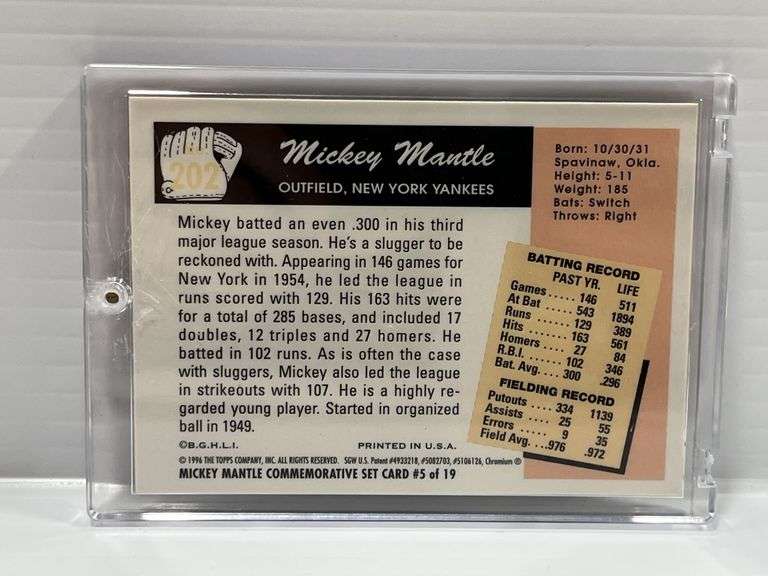 202
Mickey Mantle
OUTFIELD, NEW YORK YANKEES
Born: 10/30/31
Spavinaw, Okla.
Height: 5-11
Weight: 185
Bats: Switch
Throws: Right
Mickey batted an even .300 in his third
major league season. He's a slugger to be
reckoned with. Appearing in 146 games for
New York in 1954, he led the league in
runs scored with 129. His 163 hits were
for a total of 285 bases, and included 17
doubles, 12 triples and 27 homers. He
batted in 102 runs. As is often the case
with sluggers, Mickey also led the league
in strikeouts with 107. He is a highly re-
garded young player. Started in organized
ball in 1949.
BATTING RECORD
PAST YR. LIFE
Games..... 146 511
At Bat .... 543 1894
Runs ..... 129 389
Hits ...... 163 561
Homers .... 27 84
R.B.I. ..... 102 346
Bat. Avg.... .300 .296
FIELDING RECORD
Putouts .... 334 1139
Assists .... 25 55
Errors ..... 9 35
Field Avg. ...976 .972
©B.G.H.L.I. PRINTED IN U.S.A.
© 1996 THE TOPPS COMPANY, INC. ALL RIGHTS RESERVED. SGW U.S. Patent #4933218, #5082703, #5106126, Chromium ®
MICKEY MANTLE COMMEMORATIVE SET CARD #5 of 19